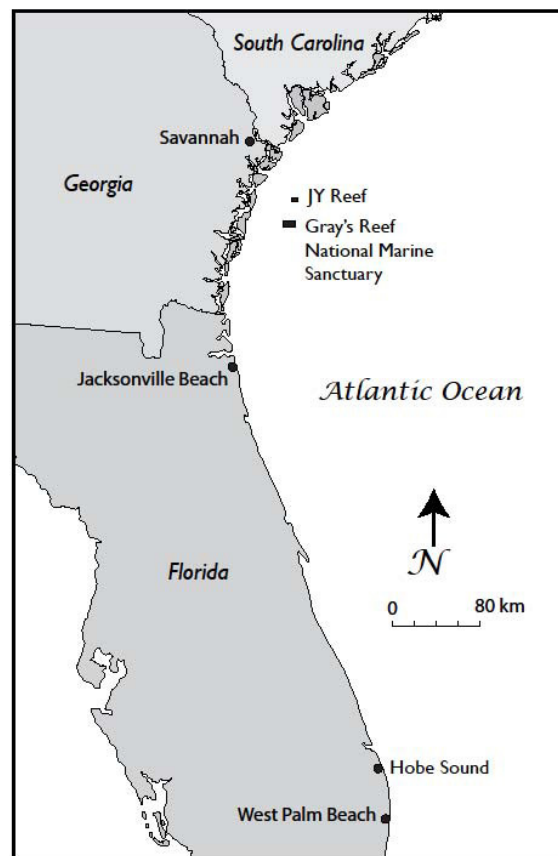 South Carolina
Savannah
Georgia
JY Reef
Gray's Reef
National Marine
Sanctuary
Jacksonville Beach
Atlantic Ocean
N
Florida
0 80 km
Hobe Sound
West Palm Beach